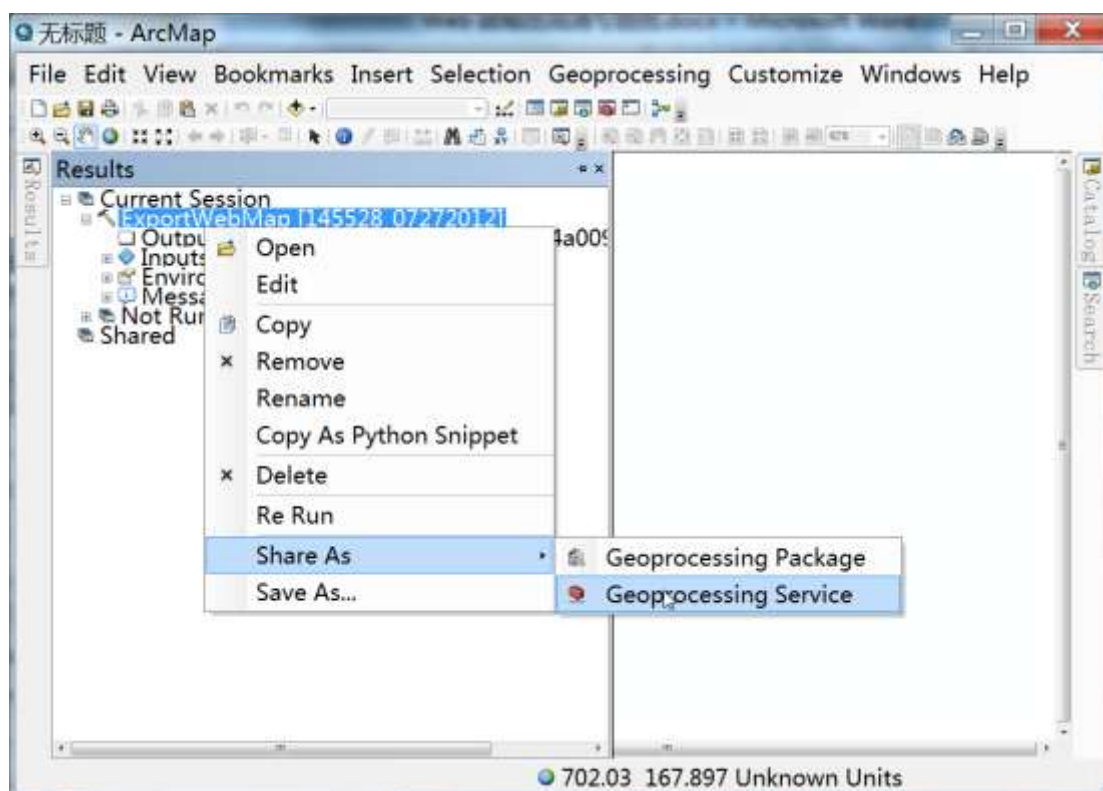 无标题 - ArcMap
File Edit View Bookmarks Insert Selection Geoprocessing Customize Windows Help
Results
Results
Current Session
ExportWebMap [145528_07272012]
Outpu
4a009
Inputs
Enviro
Messa
Not Rur
Shared
Open
Edit
Copy
Remove
Rename
Copy As Python Snippet
Delete
Re Run
Share As
Save As...
Geoprocessing Package
Geoprocessing Service
Catalog
Search
702.03 167.897 Unknown Units